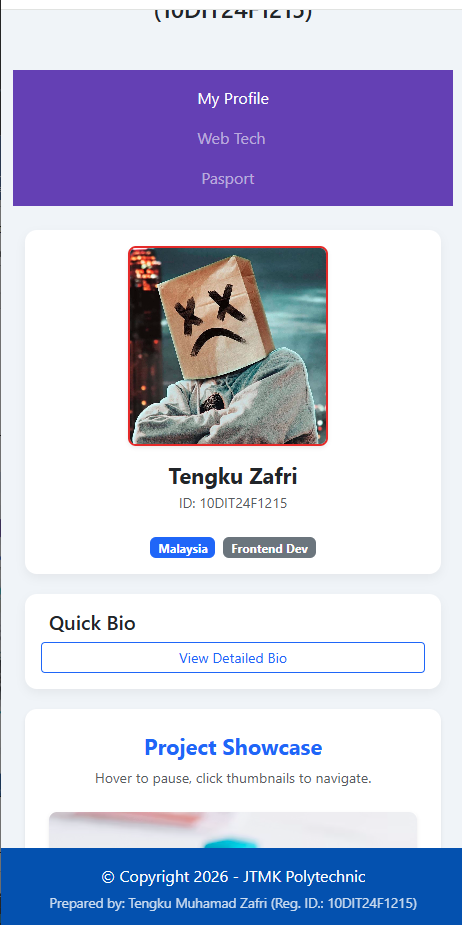 (10DIT24F1215)
My Profile
Web Tech
Pasport
Tengku Zafri
ID: 10DIT24F1215
Malaysia Frontend Dev
Quick Bio
View Detailed Bio
Project Showcase
Hover to pause, click thumbnails to navigate.
© Copyright 2026 - JTMK Polytechnic
Prepared by: Tengku Muhamad Zafri (Reg. ID.: 10DIT24F1215)